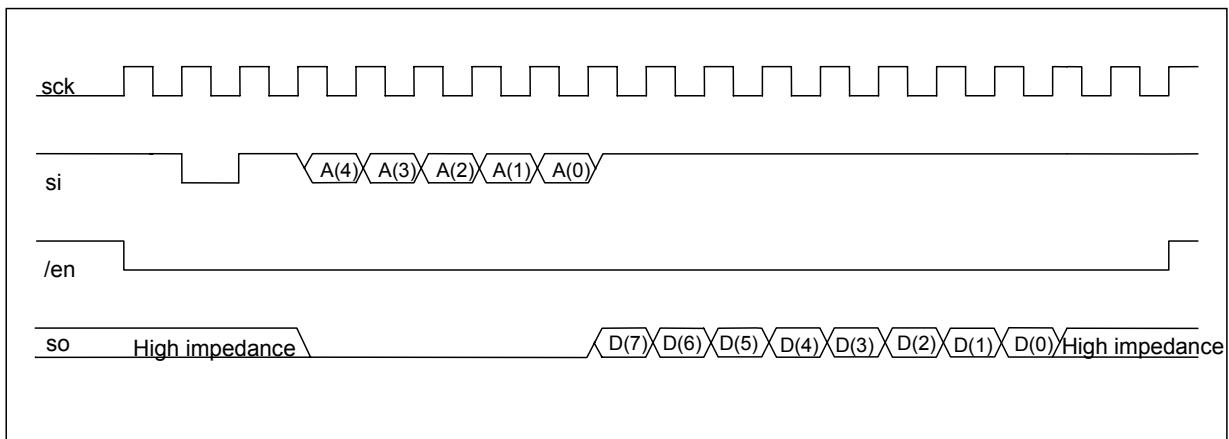 sck
si A(4) A(3) A(2) A(1) A(0)
/en
so High impedance D(7) D(6) D(5) D(4) D(3) D(2) D(1) D(0) High impedance